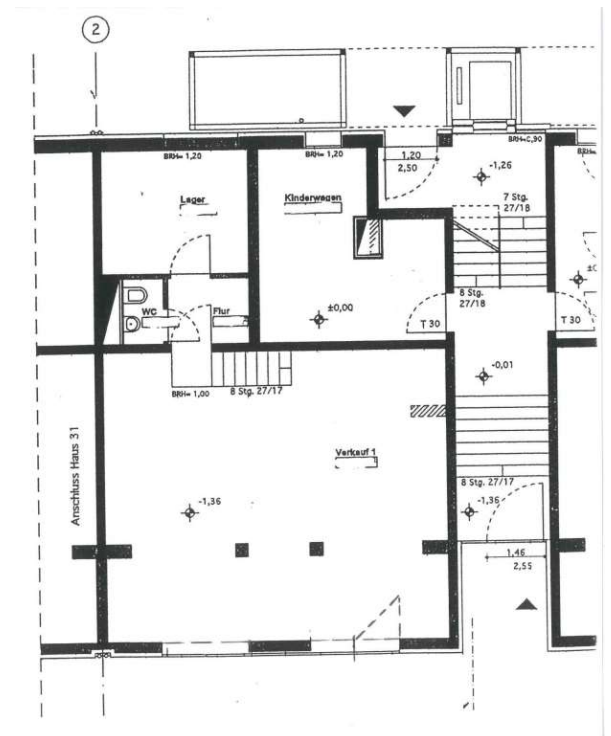 2
BRH= 1,20
BRH= 1,20
1,20
2,50
BRH=C,90
BRH=
-1,26
Lager
Kinderwagen
7 Stg.
27/18
±0,00
8 Stg.
27/18
WC
Flur
T 30
T 30
-0,01
BRH= 1,00
8 Stg. 27/17
Verkauf 1
Anschluss Haus 31
8 Stg. 27/17
-1,36
-1,36
1,46
2,55